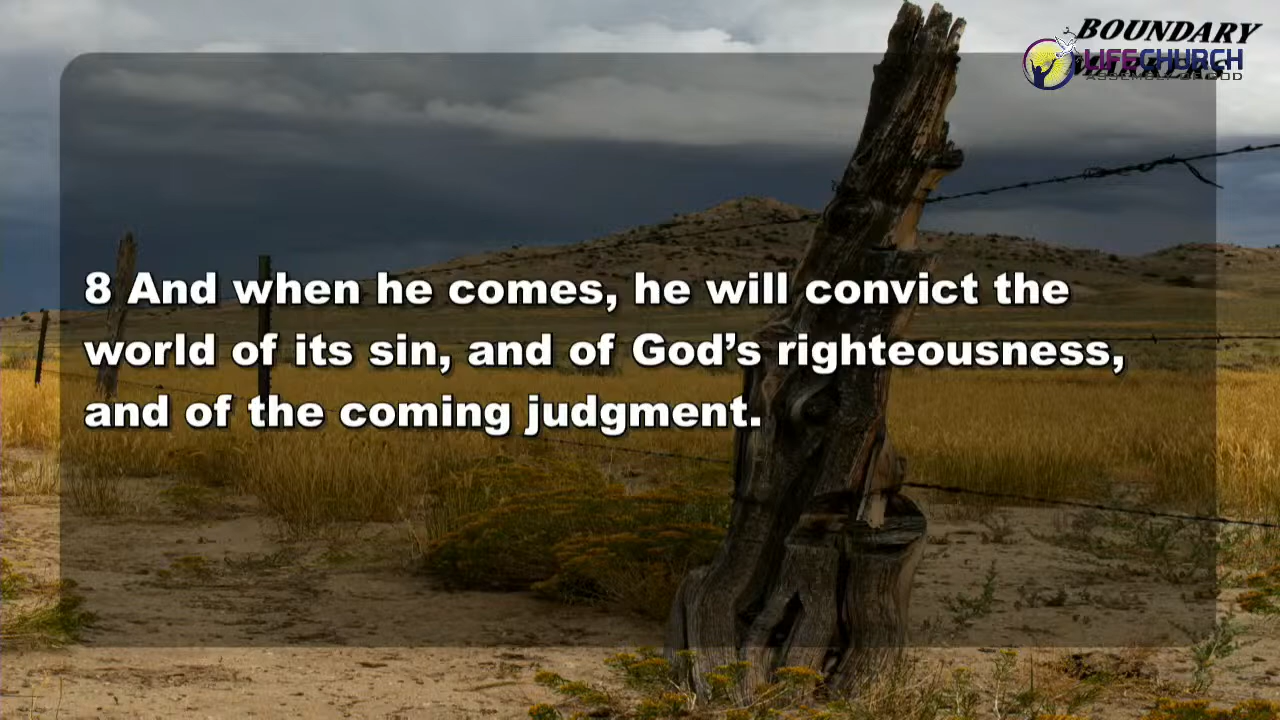 BOUNDARY
LIFECHURCH
8 And when he comes, he will convict the
world of its sin, and of God’s righteousness,
and of the coming judgment.